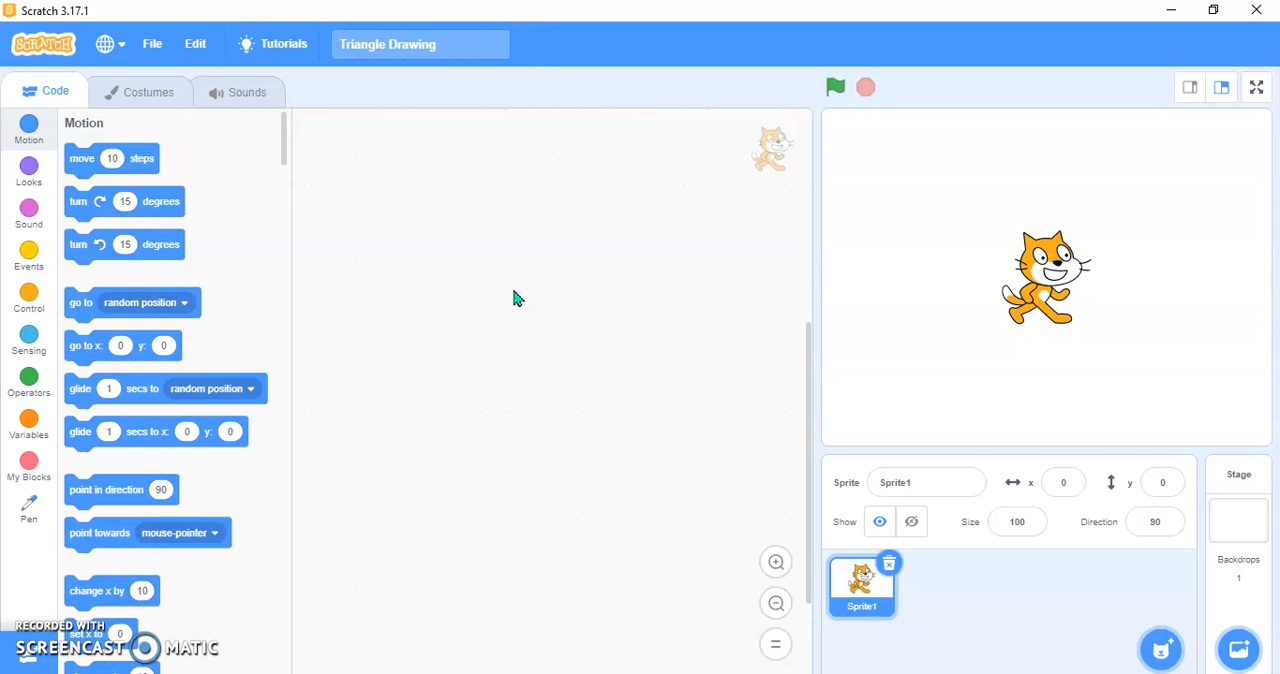 Scratch 3.17.1
SCRATCH
File
Edit
Tutorials
Triangle Drawing
Code
Costumes
Sounds
Motion
Looks
Sound
Events
Control
Sensing
Operators
Variables
My Blocks
Pen
Motion
move 10 steps
turn 15 degrees
turn 15 degrees
go to random position
go to x: 0 y: 0
glide 1 secs to random position
glide 1 secs to x: 0 y: 0
point in direction 90
point towards mouse-pointer
change x by 10
set x to 0
RECORDED WITH
SCREENCAST MATIC
Sprite Sprite1 x 0 y 0
Show Size 100 Direction 90
Sprite1
Stage
Backdrops
1